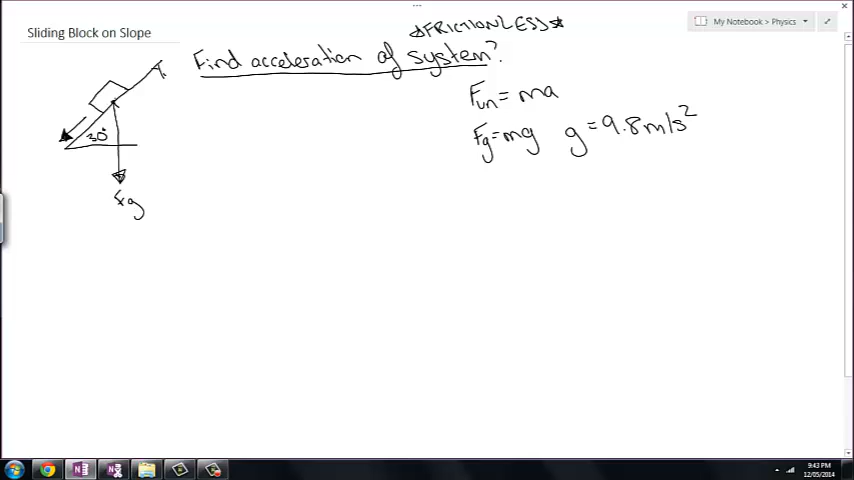 ☆FRICTIONLESS☆
My Notebook > Physics
Sliding Block on Slope
Find acceleration of system?
Fun = ma
Fg = mg g = 9.8m/s²
30°
Fg
9:43 PM
12/05/2014